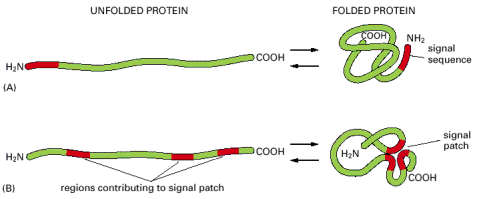 UNFOLDED PROTEIN
FOLDED PROTEIN
H₂N
COOH
COOH
NH₂
signal
sequence
(A)
H₂N
COOH
regions contributing to signal patch
H₂N
COOH
signal
patch
(B)